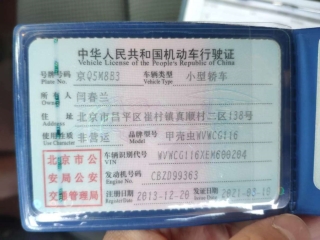 中华人民共和国机动车行驶证
Vehicle License of the People's Republic of China
号牌号码 京Q5M883 车辆类型 小型轿车
Plate No. Vehicle Type
所有人 闫春兰
Owner
住址 北京市昌平区崔村镇真顺村二区138号
Address
使用性质 非营运 品牌型号 甲壳虫WVWCG116
Use Character Model
北京市公
安局公安
交通管理局
车辆识别代号 WVWCG116XEM600284
VIN
发动机号码 CBZD99363
Engine No.
注册日期 2013-12-20 发证日期 2021-03-18
Register Date Issue Date